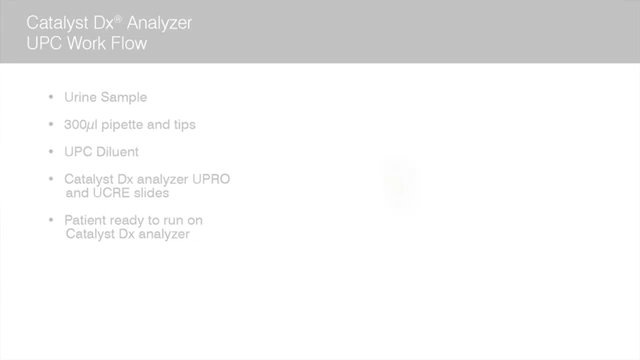 Catalyst Dx® Analyzer
UPC Work Flow
• Urine Sample
• 300µl pipette and tips
• UPC Diluent
• Catalyst Dx analyzer UPRO
and UCRE slides
• Patient ready to run on
Catalyst Dx analyzer